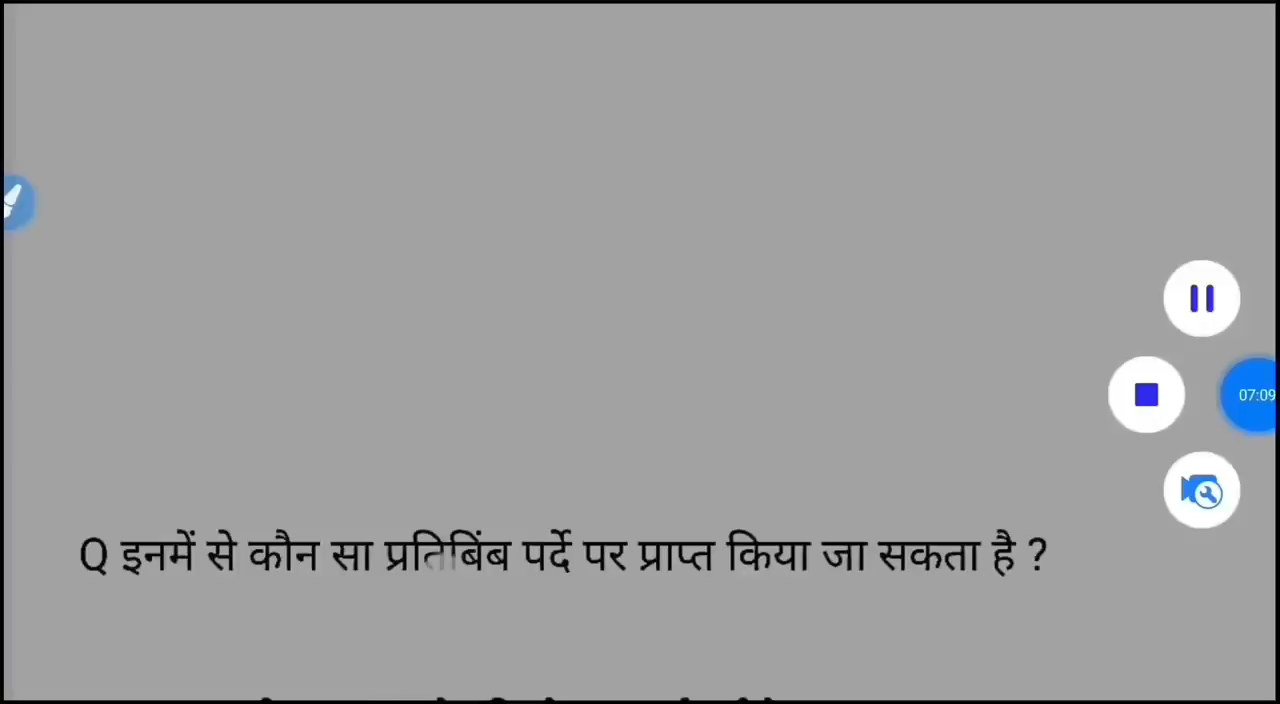 07:09
Q इनमें से कौन सा प्रतिबिंब पर्दे पर प्राप्त किया जा सकता है ?